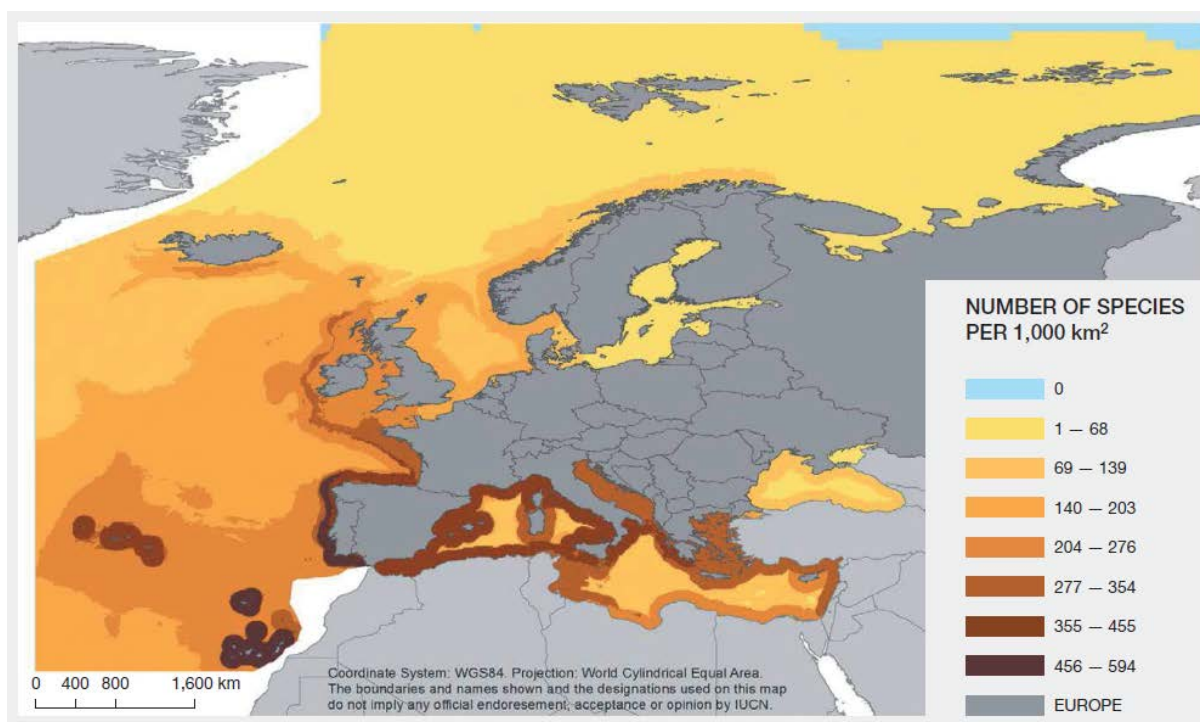 NUMBER OF SPECIES
PER 1,000 km²
0
1 — 68
69 — 139
140 — 203
204 — 276
277 — 354
355 — 455
456 — 594
EUROPE
0 400 800 1,600 km
Coordinate System: WGS84. Projection: World Cylindrical Equal Area.
The boundaries and names shown and the designations used on this map
do not imply any official endoresement, acceptance or opinion by IUCN.